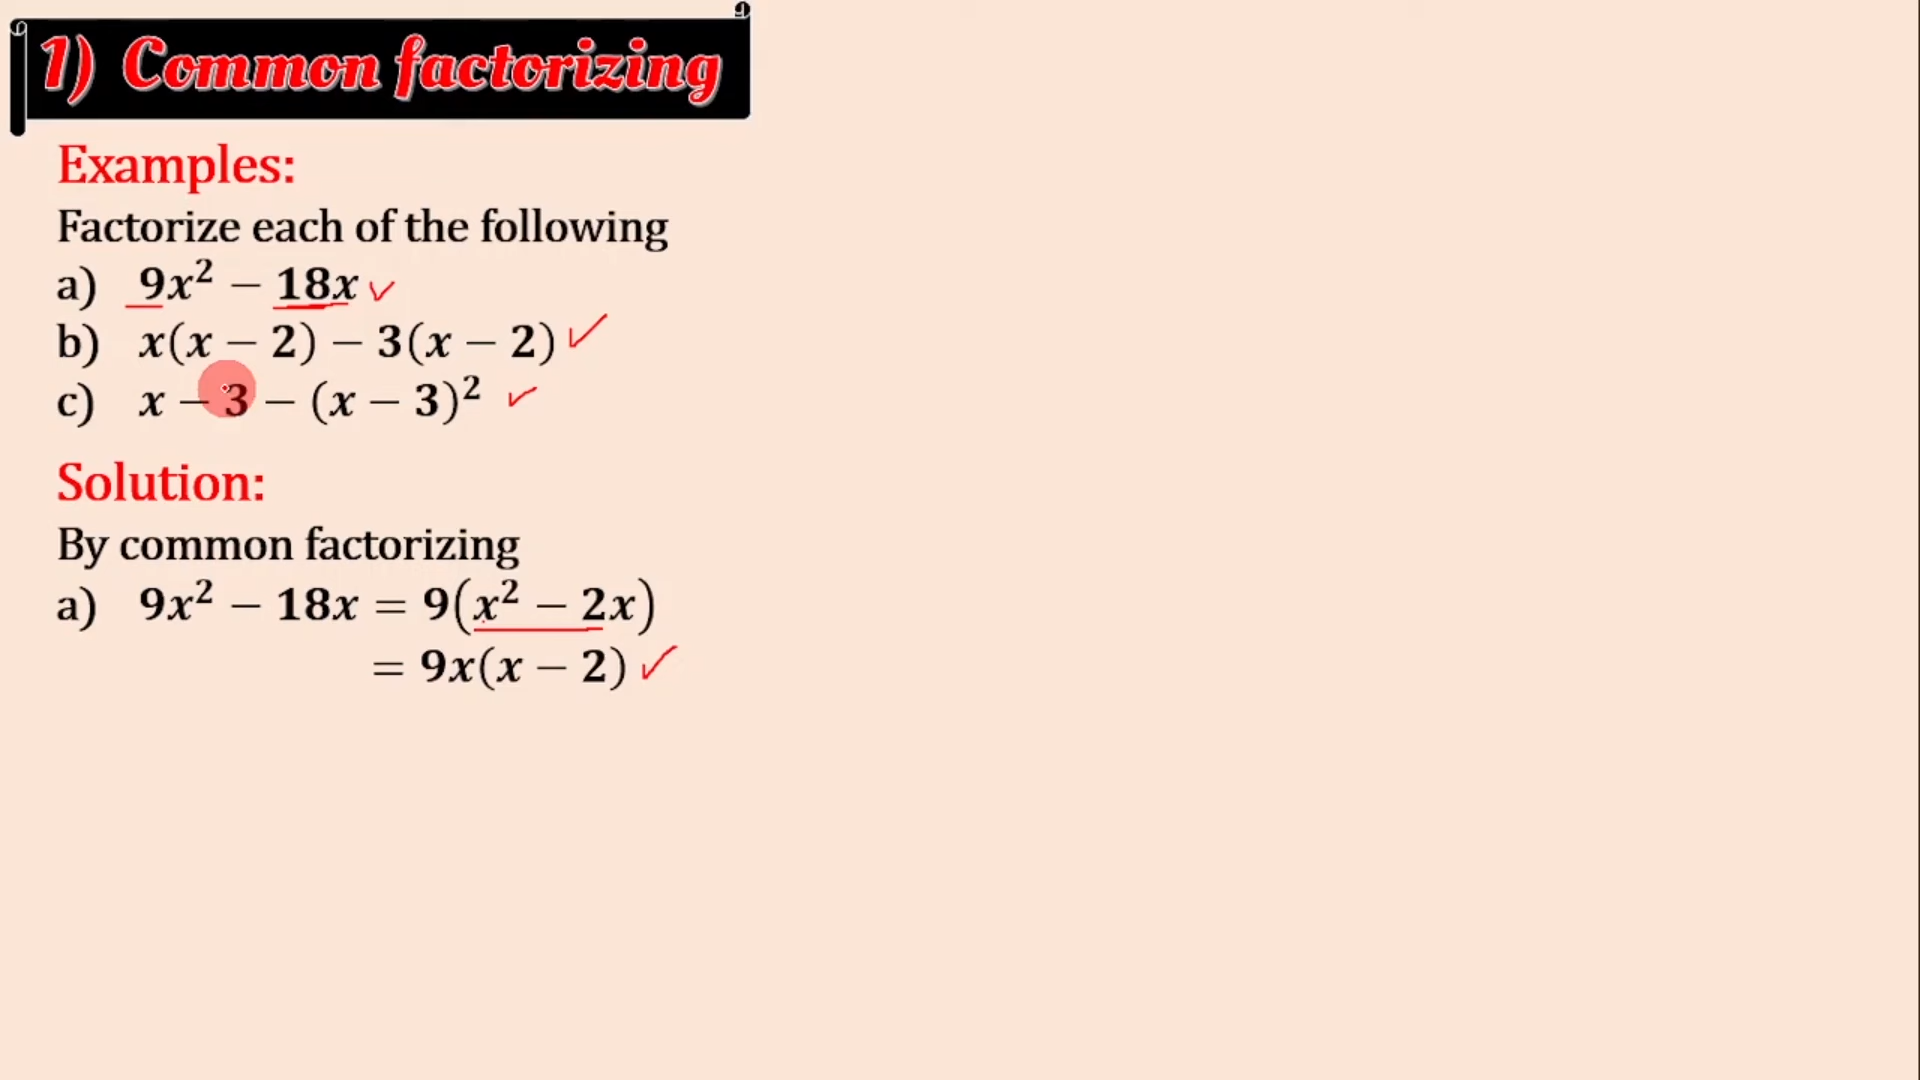 1) Common factorizing
Examples:
Factorize each of the following
a) 9x² − 18x
b) x(x − 2) − 3(x − 2)
c) x − 3 − (x − 3)²
Solution:
By common factorizing
a) 9x² − 18x = 9(x² − 2x)
= 9x(x − 2)